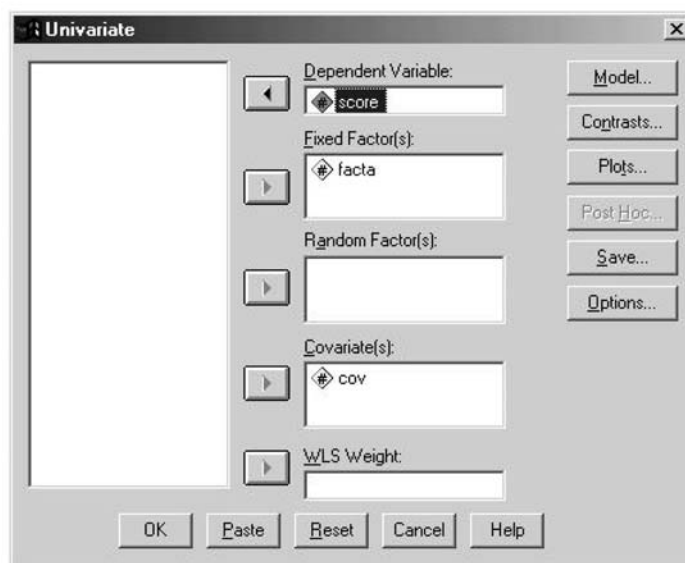 Univariate
Dependent Variable:
score
Fixed Factor(s):
facta
Random Factor(s):
Covariate(s):
cov
WLS Weight:
Model...
Contrasts...
Plots...
Post Hoc...
Save...
Options...
OK
Paste
Reset
Cancel
Help